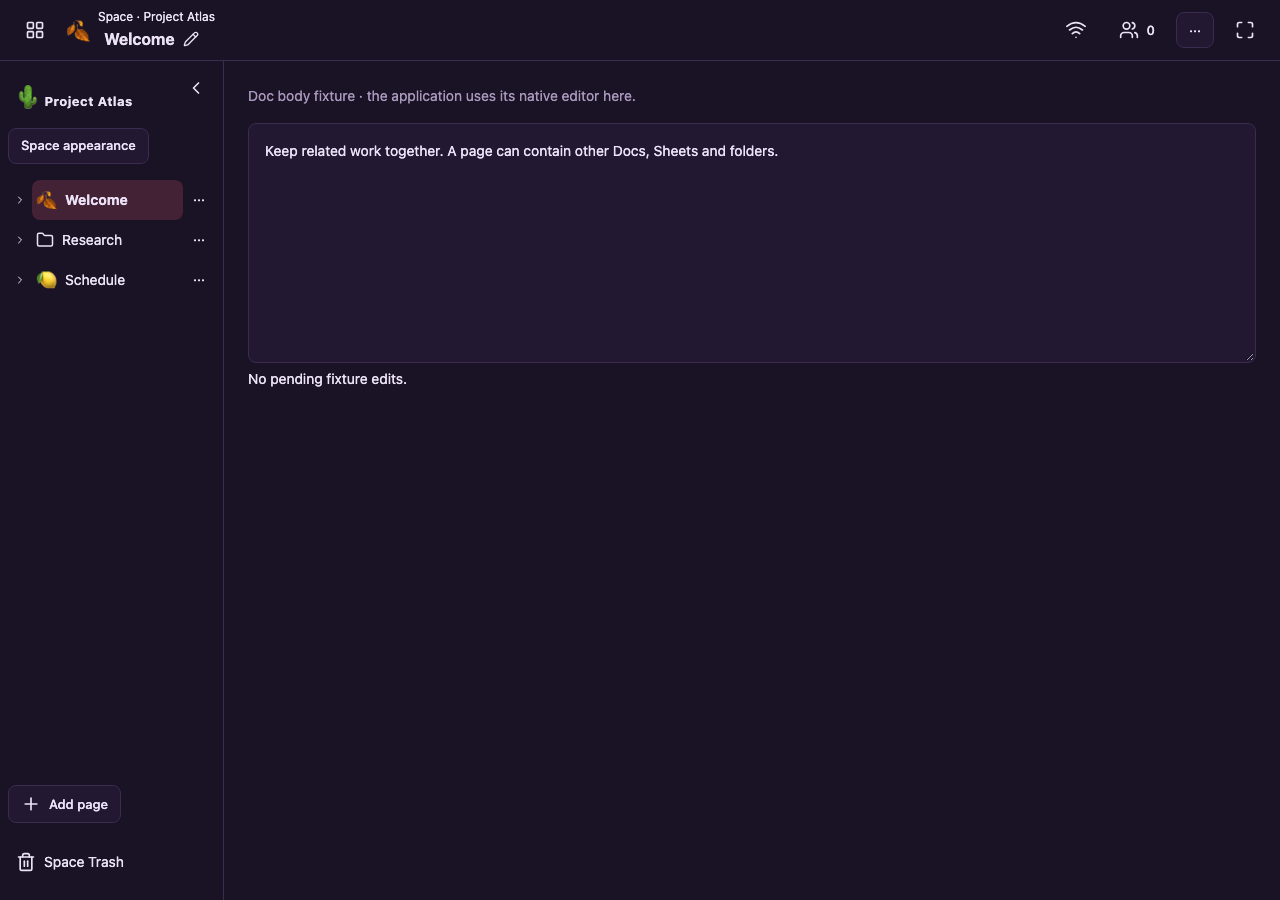 Space · Project Atlas
Welcome
0
...
Project Atlas
Space appearance
Welcome
...
Research
...
Schedule
...
Add page
Space Trash
Doc body fixture · the application uses its native editor here.
Keep related work together. A page can contain other Docs, Sheets and folders.
No pending fixture edits.